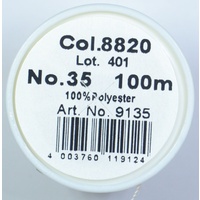 Col.8820
Lot. 401
No.35 100m
100%Polyester
Art. No. 9135
4 003760 119124